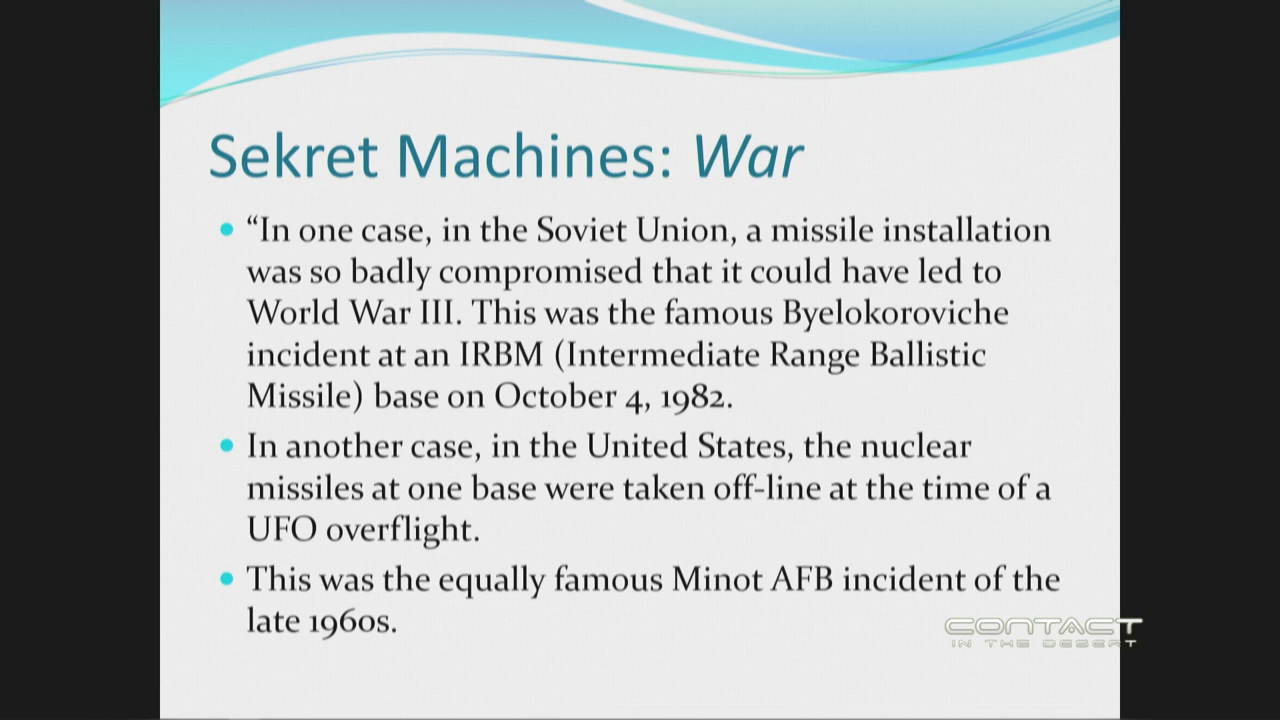 Sekret Machines: War
“In one case, in the Soviet Union, a missile installation
was so badly compromised that it could have led to
World War III. This was the famous Byelokoroviche
incident at an IRBM (Intermediate Range Ballistic
Missile) base on October 4, 1982.
In another case, in the United States, the nuclear
missiles at one base were taken off-line at the time of a
UFO overflight.
This was the equally famous Minot AFB incident of the
late 1960s.
CONTACT
IN THE DESERT